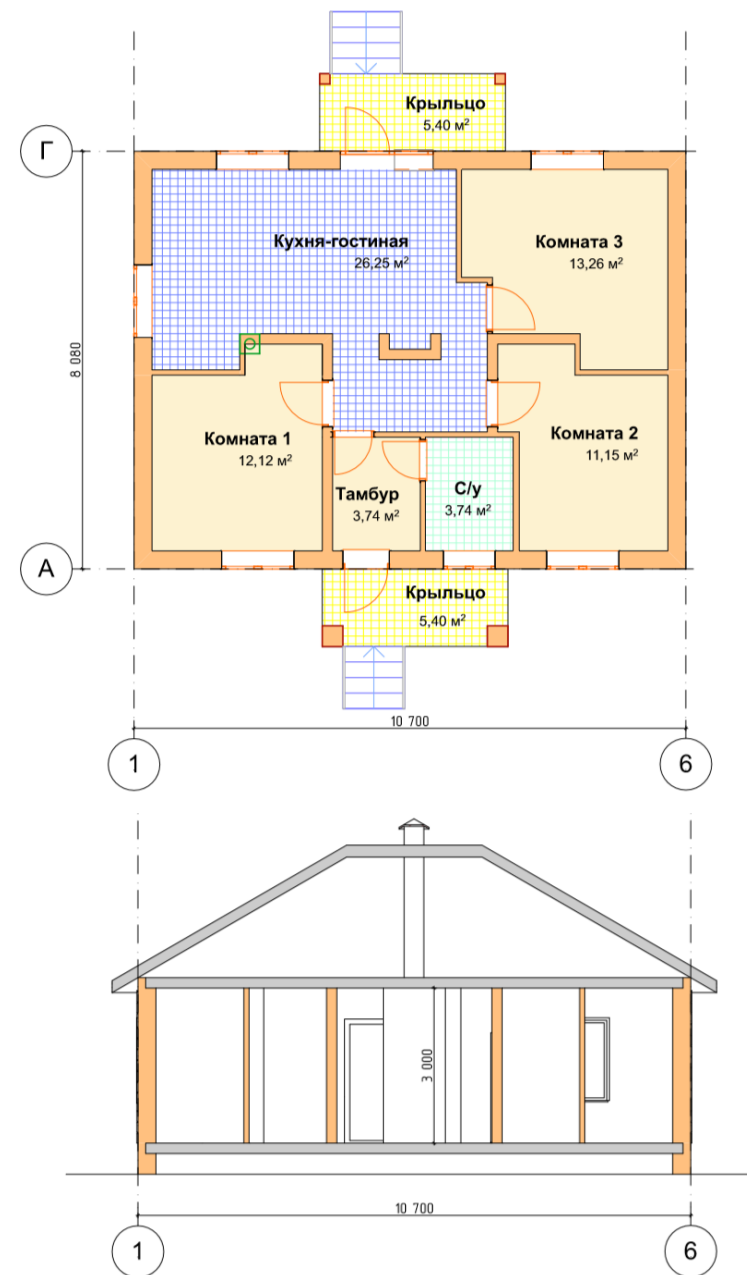 Крыльцо
5,40 м²
Г
Кухня-гостиная
26,25 м²
Комната 3
13,26 м²
8 080
Комната 1
12,12 м²
Комната 2
11,15 м²
Тамбур
3,74 м²
С/у
3,74 м²
А
Крыльцо
5,40 м²
10 700
1
6
3 000
10 700
1
6